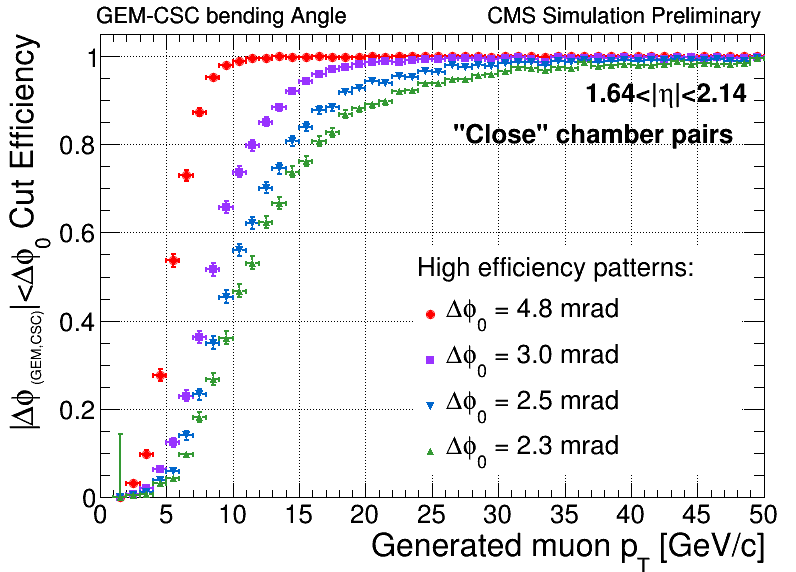 GEM-CSC bending Angle CMS Simulation Preliminary
|Δϕ (GEM,CSC)|<Δϕ0 Cut Efficiency
1
0.8
0.6
0.4
0.2
0
1.64<|η|<2.14
"Close" chamber pairs
High efficiency patterns:
Δϕ0 = 4.8 mrad
Δϕ0 = 3.0 mrad
Δϕ0 = 2.5 mrad
Δϕ0 = 2.3 mrad
0 5 10 15 20 25 30 35 40 45 50
Generated muon pT [GeV/c]